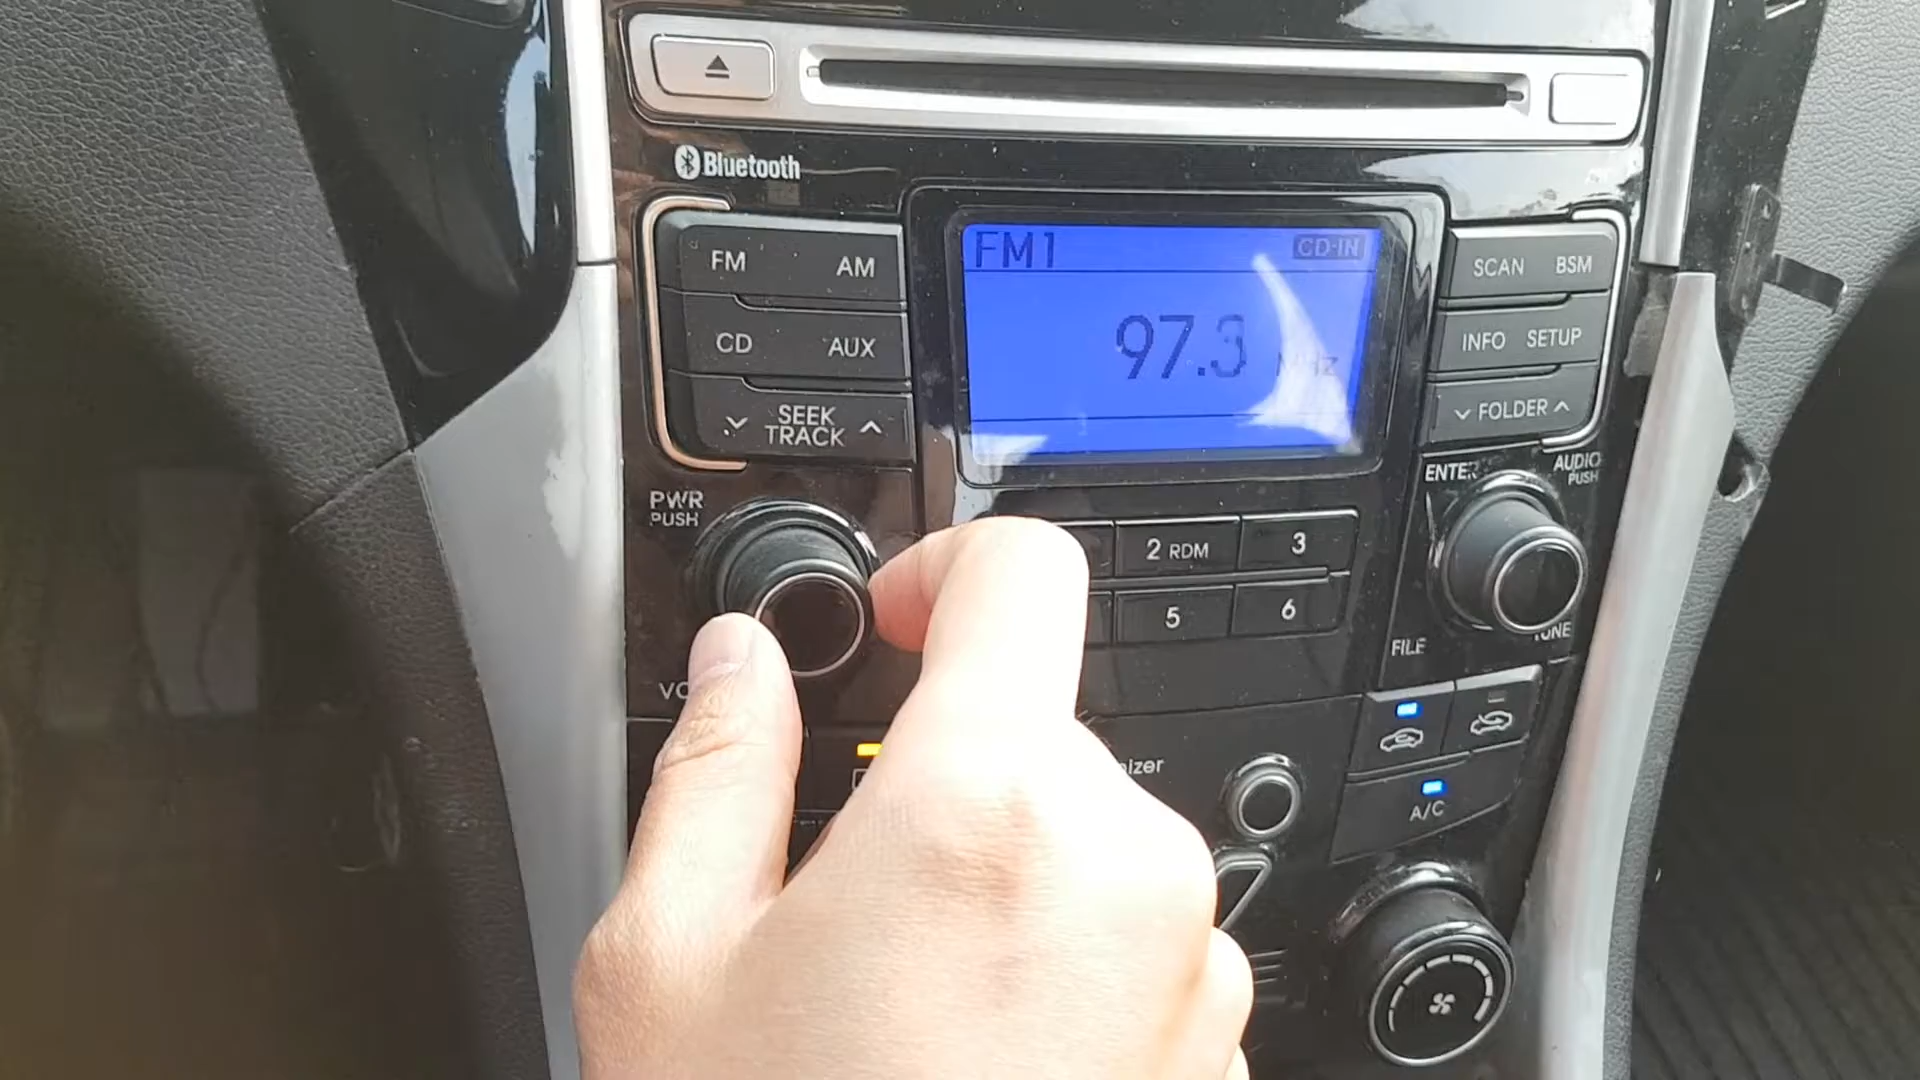 Bluetooth
FM AM
CD AUX
SEEK
TRACK
PWR
PUSH
FM1 CD-IN
97.3 MHz
SCAN BSM
INFO SETUP
FOLDER
ENTER
AUDIO
PUSH
2 RDM 3
5 6
FILE
TUNE
A/C